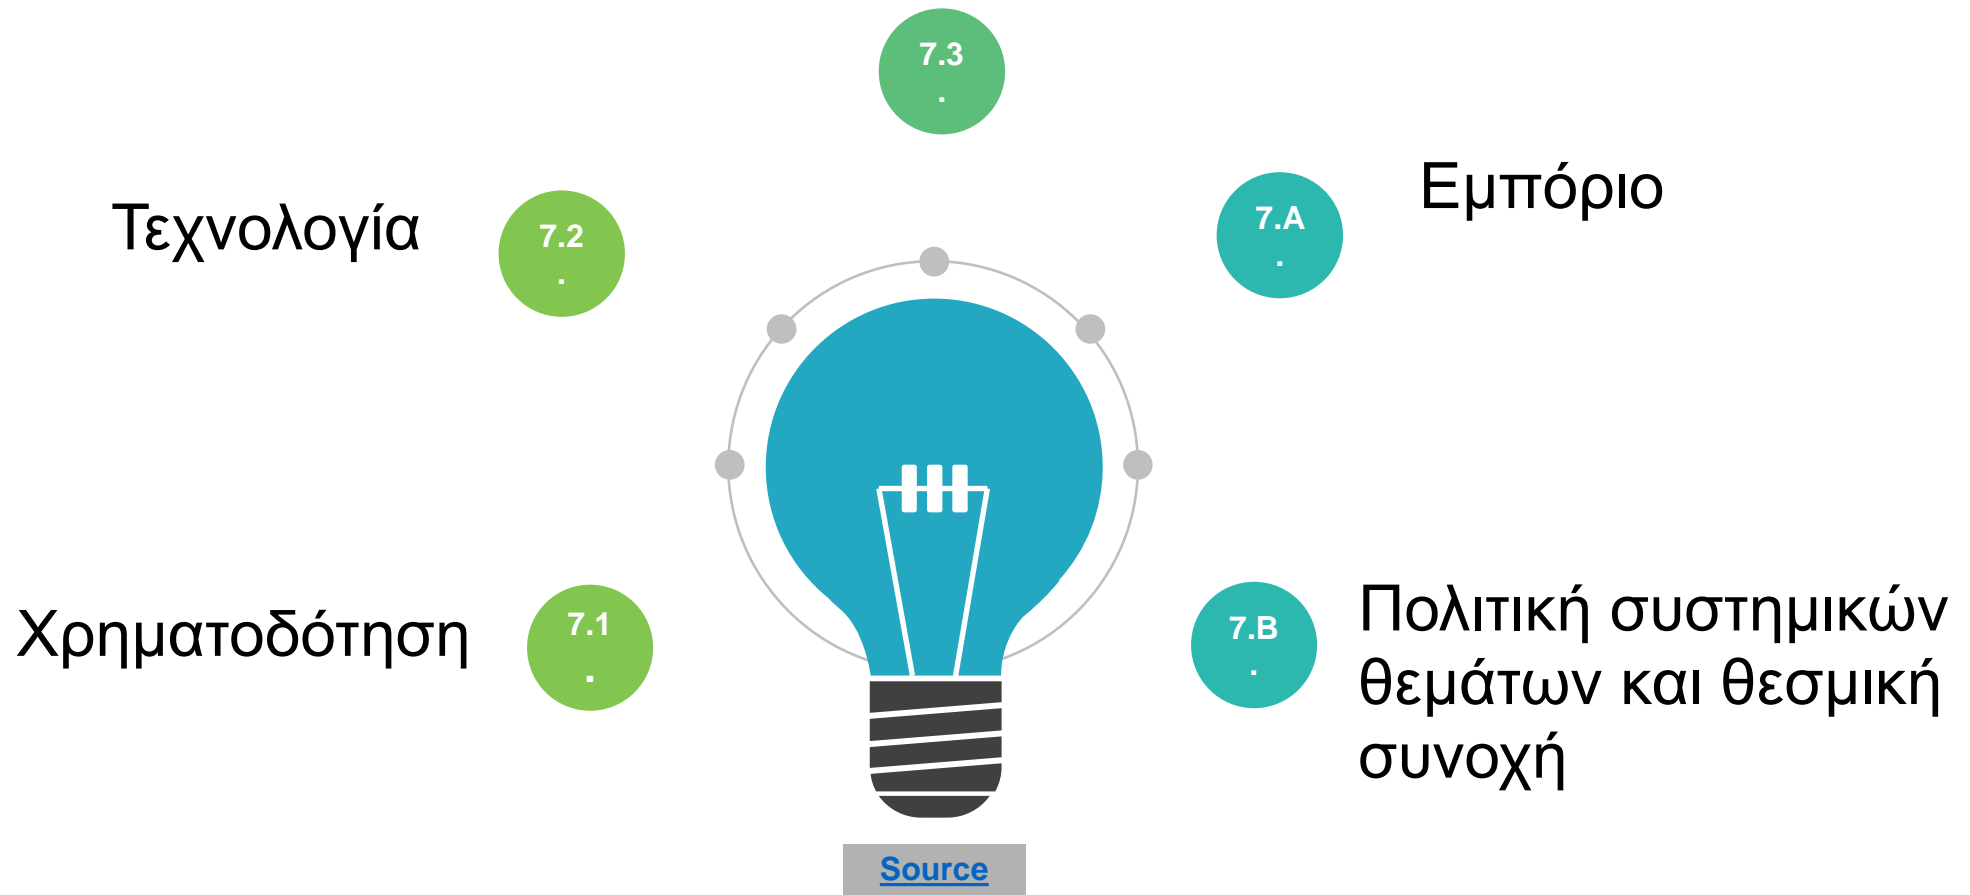 7.3
.
Τεχνολογία
7.2
.
7.A
.
Εμπόριο
Χρηματοδότηση
7.1
.
7.B
.
Πολιτική συστημικών
θεμάτων και θεσμική
συνοχή
Source